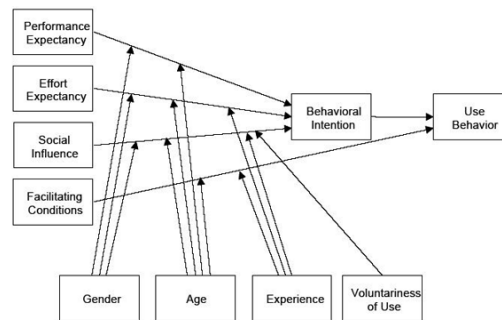 Performance
Expectancy
Effort
Expectancy
Social
Influence
Facilitating
Conditions
Behavioral
Intention
Use
Behavior
Gender
Age
Experience
Voluntariness
of Use